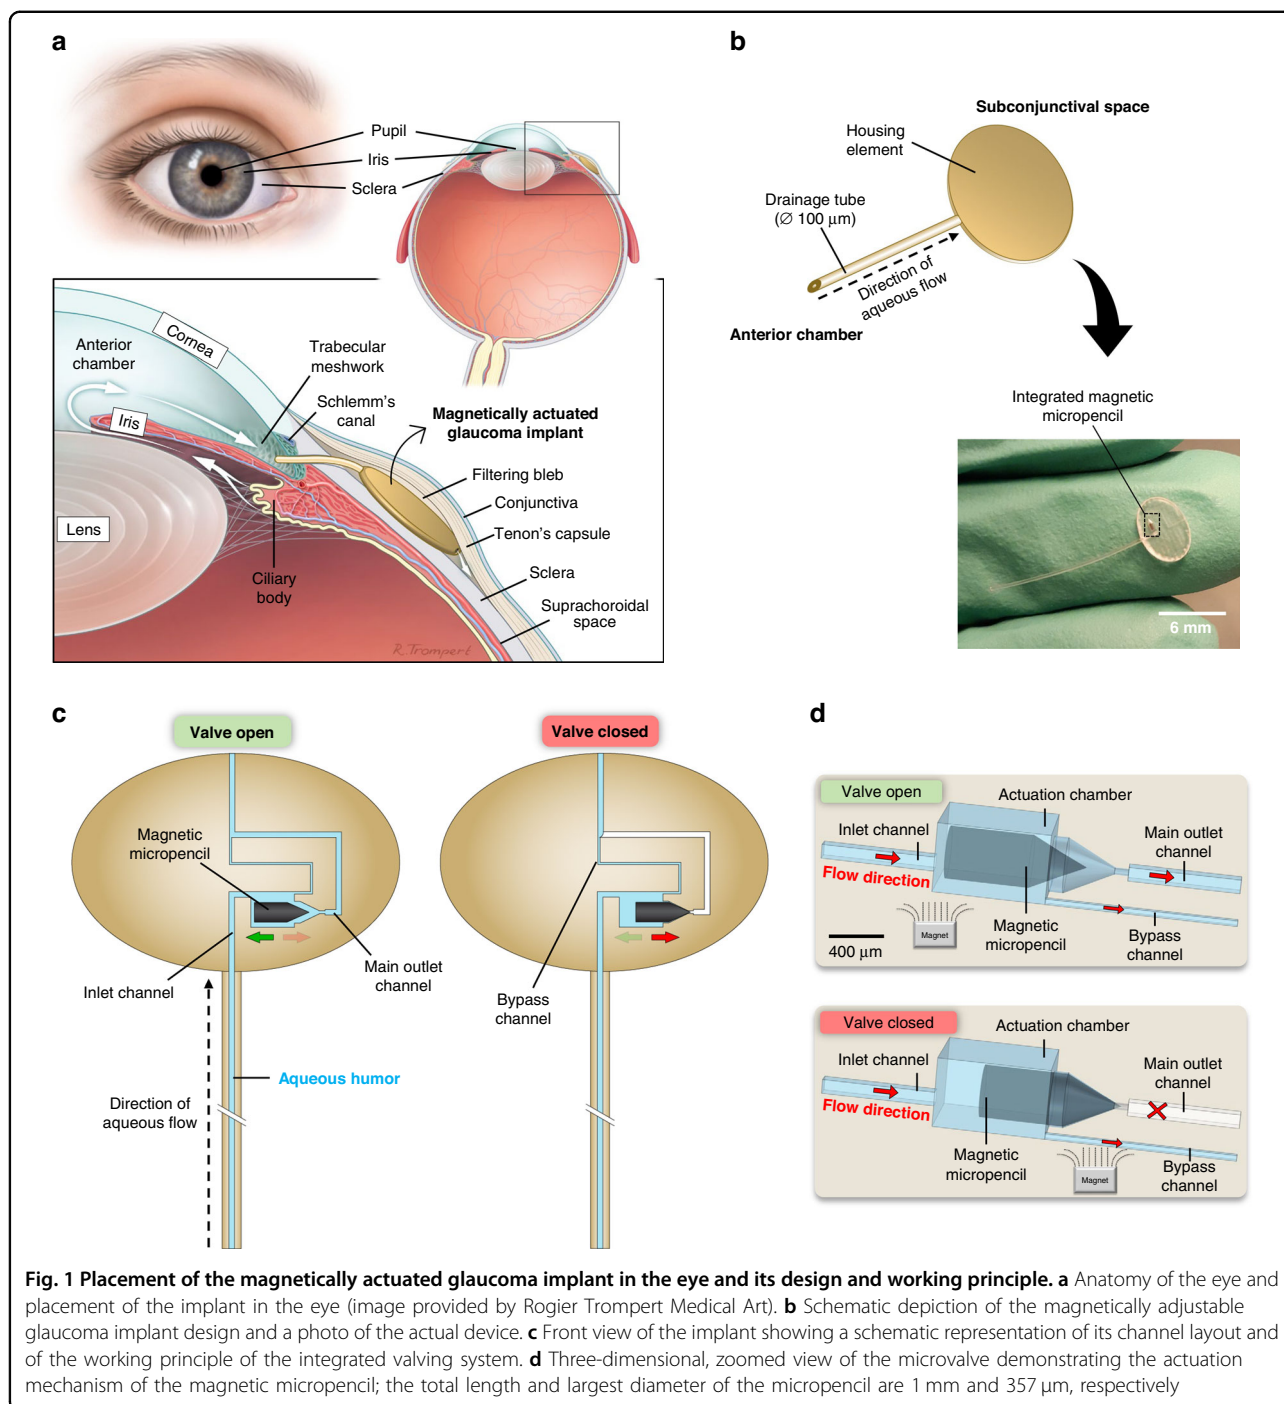 a
Pupil
Iris
Sclera
Cornea
Anterior
chamber
Trabecular
meshwork
Schlemm's
canal
Iris
Magnetically actuated
glaucoma implant
Filtering bleb
Conjunctiva
Lens
Tenon's capsule
Ciliary
body
Sclera
Suprachoroidal
space
R. Trompert
b
Subconjunctival space
Housing
element
Drainage tube
(∅ 100 μm)
Direction of
aqueous flow
Anterior chamber
Integrated magnetic
micropencil
6 mm
c
Valve open
Valve closed
Magnetic
micropencil
Inlet channel
Main outlet
channel
Bypass
channel
Aqueous humor
Direction of
aqueous flow
d
Valve open
Actuation chamber
Inlet channel
Main outlet
channel
Flow direction
Magnet
400 μm
Magnetic
micropencil
Bypass
channel
Valve closed
Actuation chamber
Inlet channel
Main outlet
channel
Flow direction
Magnetic
micropencil
Magnet
Bypass
channel
Fig. 1 Placement of the magnetically actuated glaucoma implant in the eye and its design and working principle. a Anatomy of the eye and
placement of the implant in the eye (image provided by Rogier Trompert Medical Art). b Schematic depiction of the magnetically adjustable
glaucoma implant design and a photo of the actual device. c Front view of the implant showing a schematic representation of its channel layout and
of the working principle of the integrated valving system. d Three-dimensional, zoomed view of the microvalve demonstrating the actuation
mechanism of the magnetic micropencil; the total length and largest diameter of the micropencil are 1 mm and 357 μm, respectively